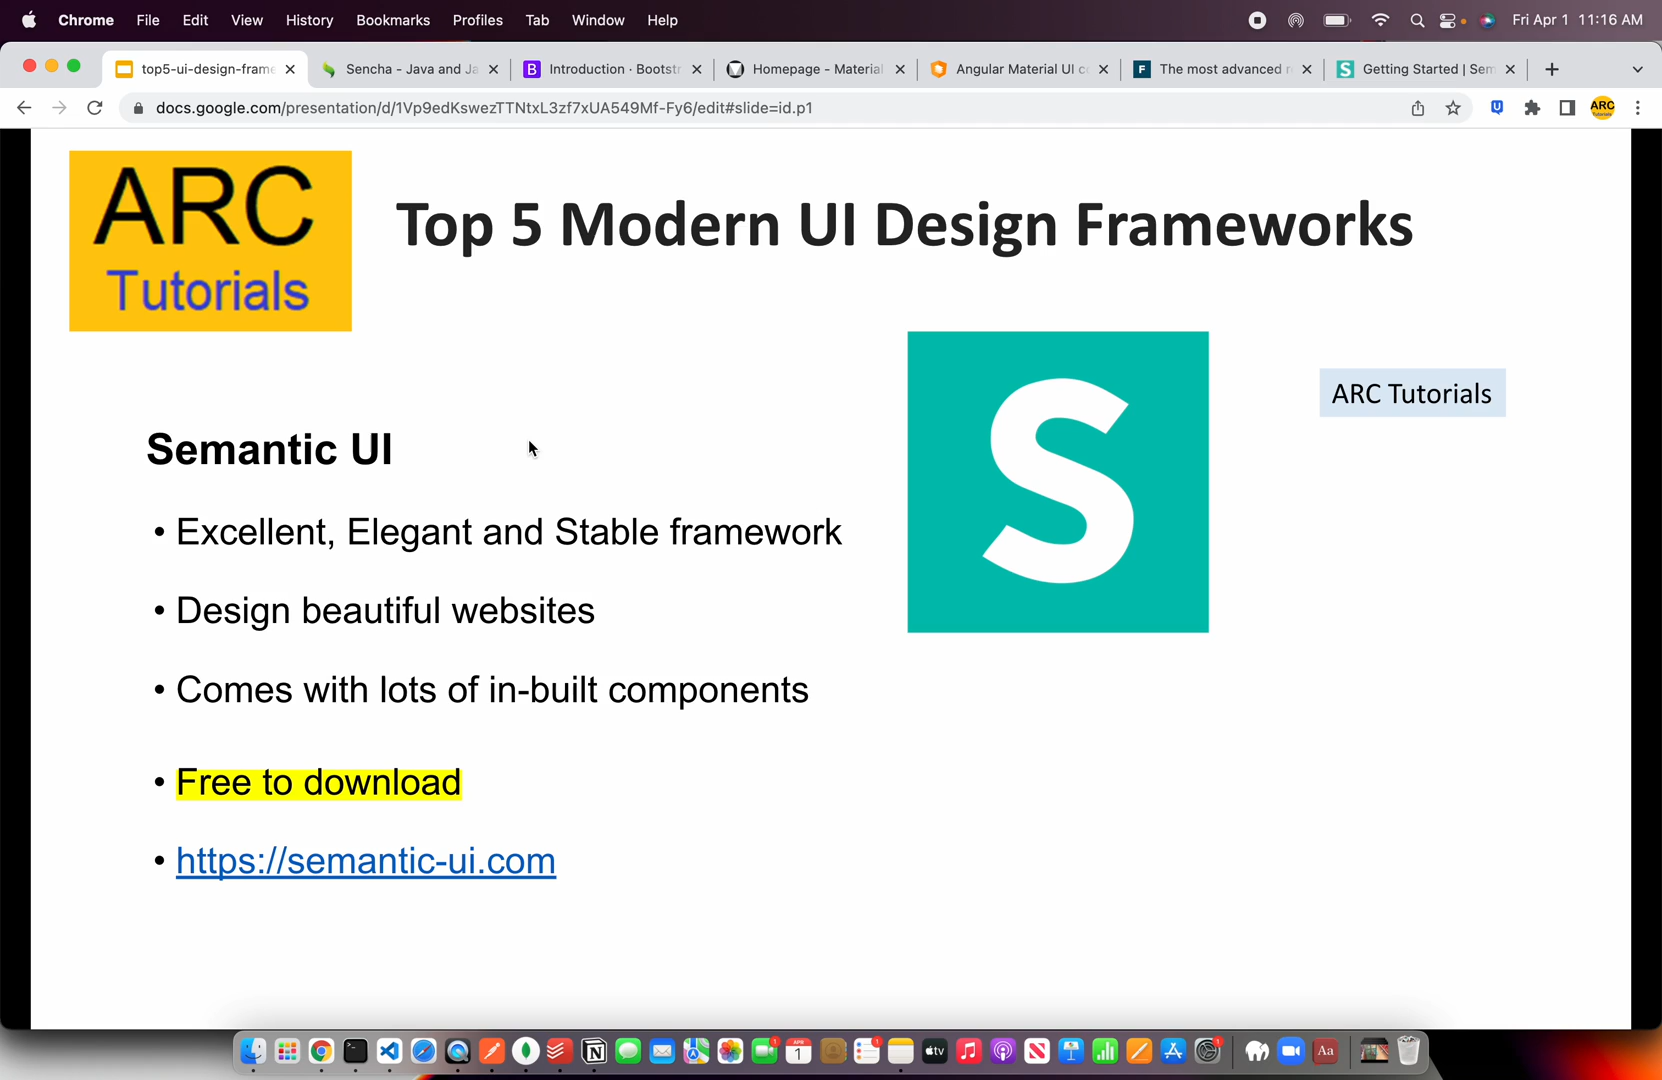 Chrome File Edit View History Bookmarks Profiles Tab Window Help Fri Apr 1 11:16 AM
top5-ui-design-frame Sencha - Java and Ja Introduction · Bootstr Homepage - Material Angular Material UI c The most advanced r Getting Started | Sem
docs.google.com/presentation/d/1Vp9edKswezTTNtxL3zf7xUA549Mf-Fy6/edit#slide=id.p1
ARC
Tutorials
Top 5 Modern UI Design Frameworks
S
ARC Tutorials
Semantic UI
• Excellent, Elegant and Stable framework
• Design beautiful websites
• Comes with lots of in-built components
• Free to download
• https://semantic-ui.com